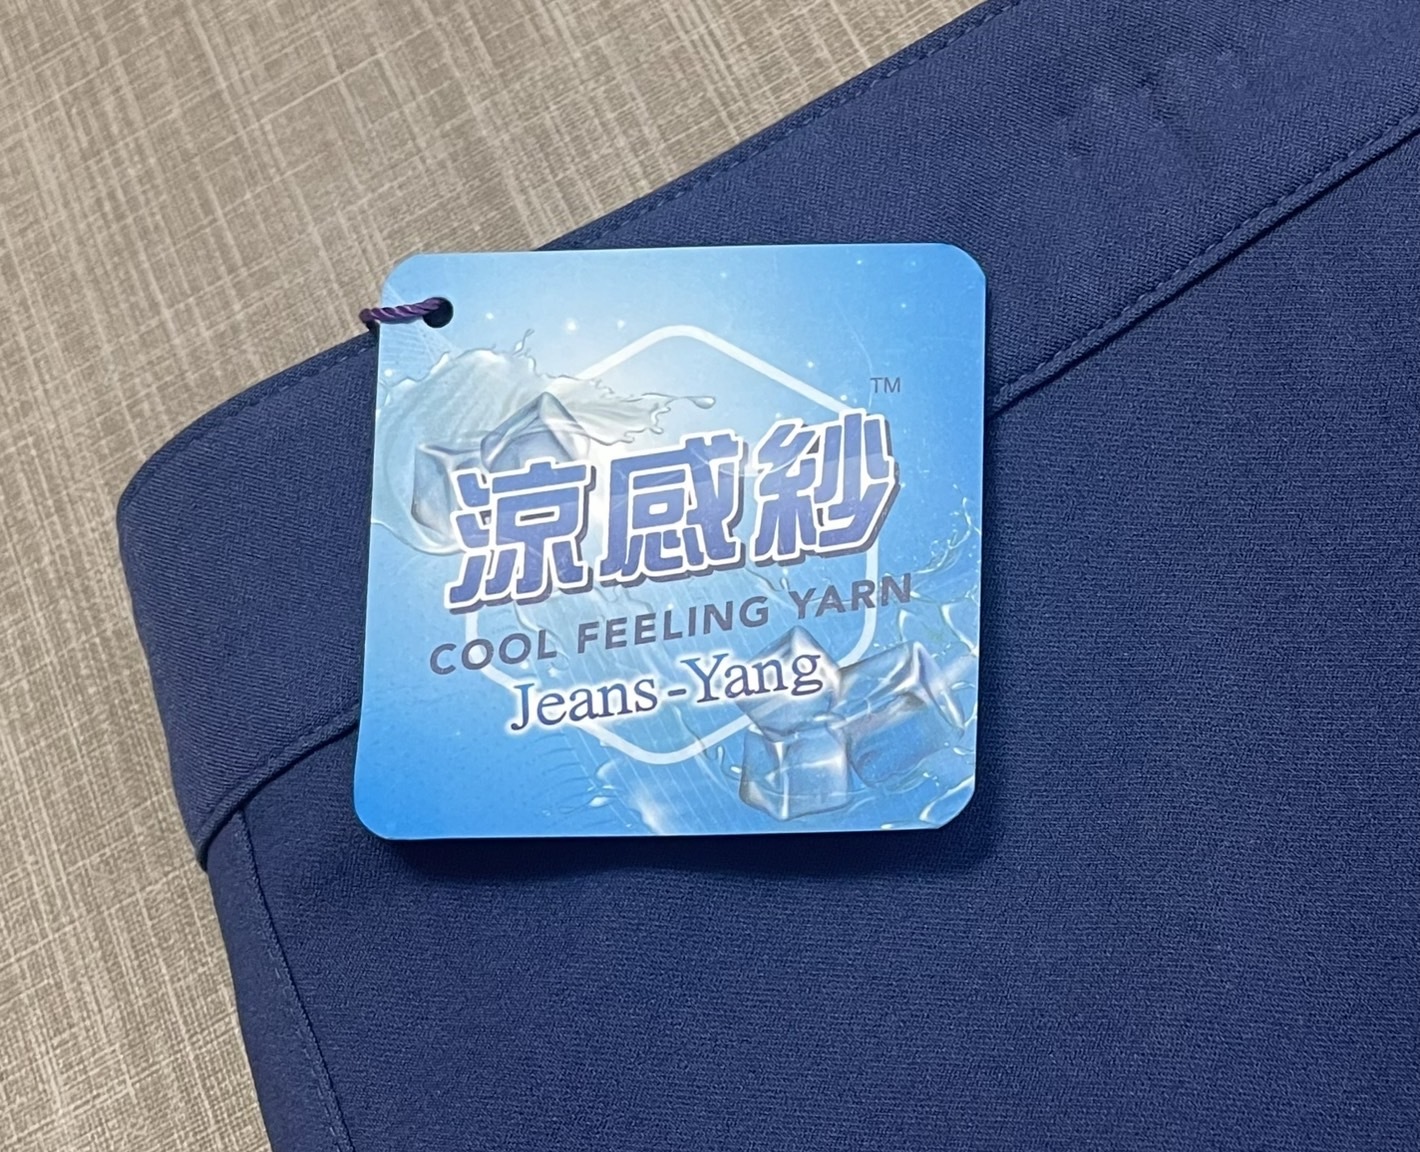 TM
涼感紗
COOL FEELING YARN
Jeans-Yang